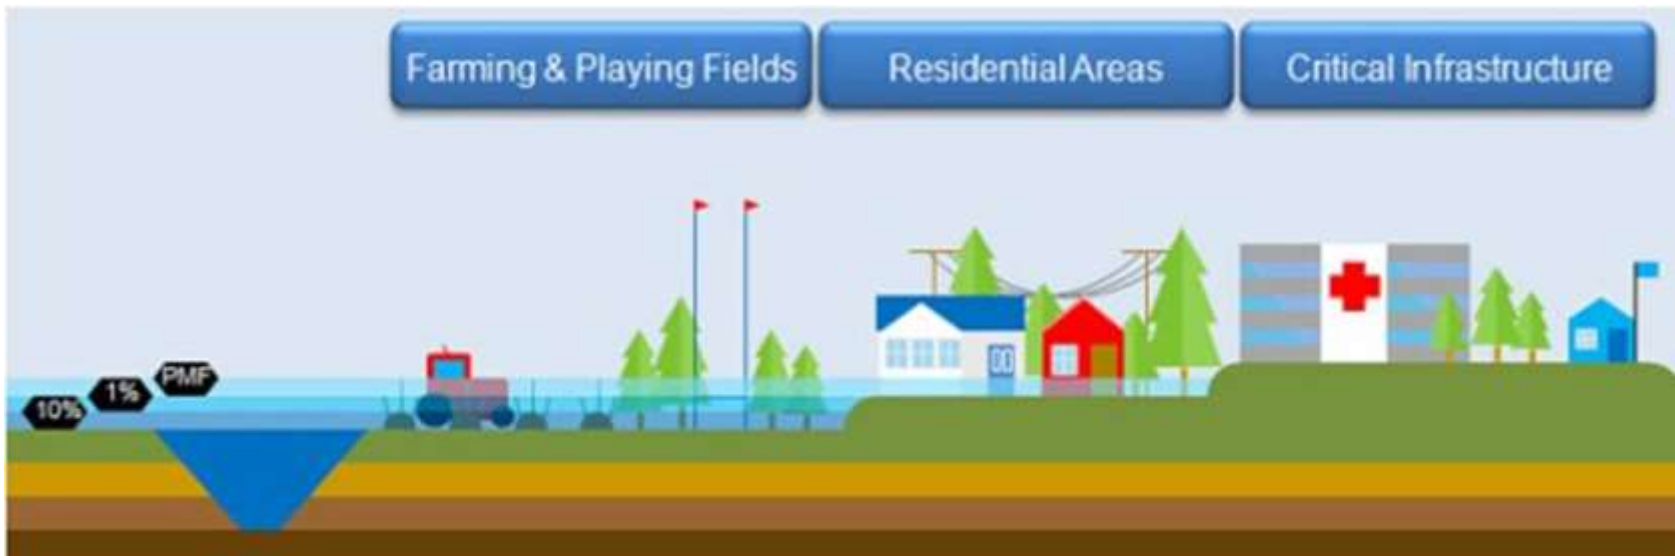 Farming & Playing Fields
Residential Areas
Critical Infrastructure
PMF
1%
10%